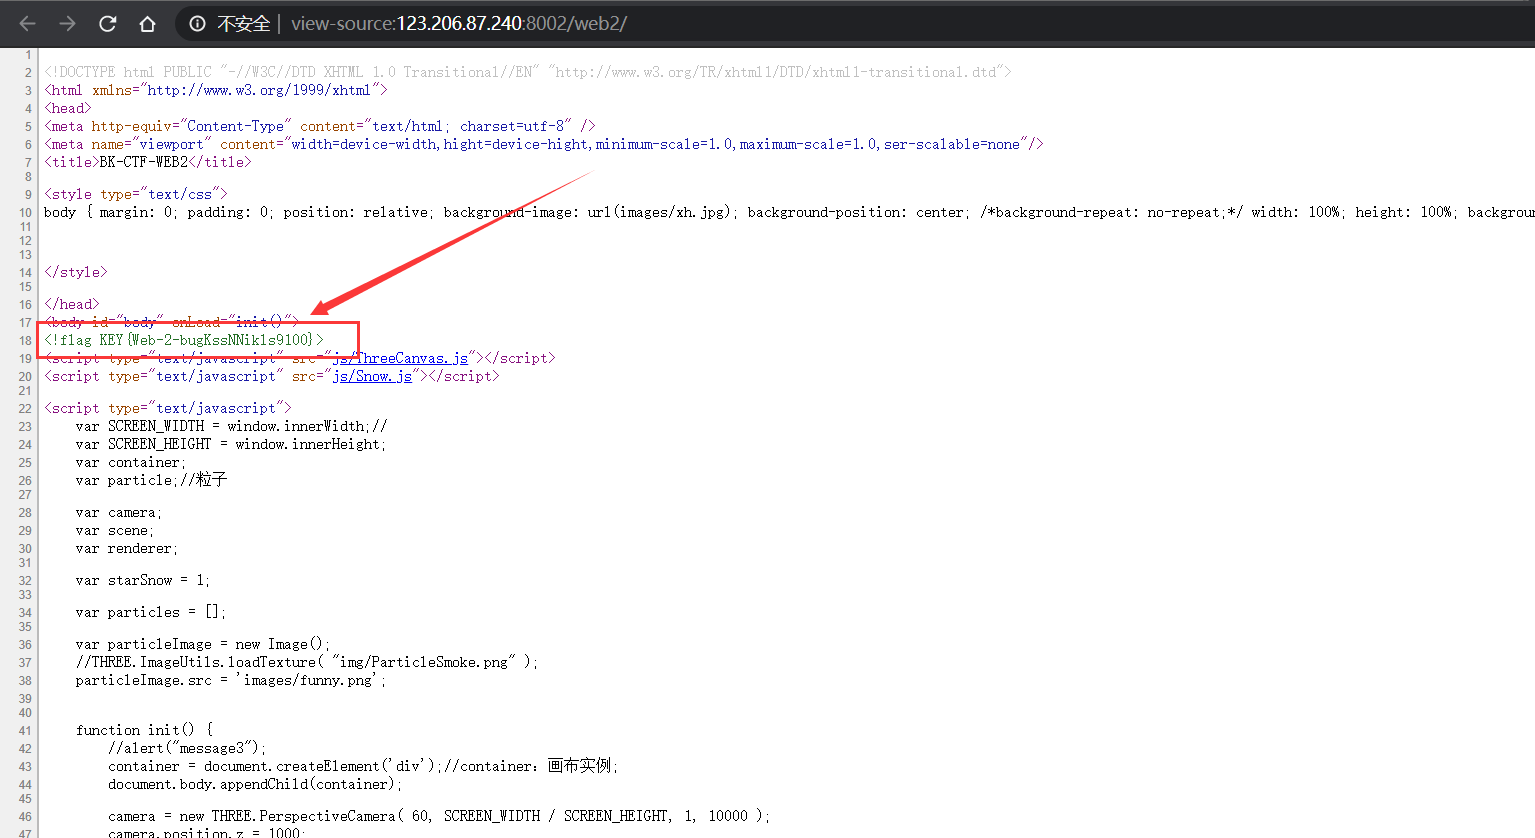 不安全 | view-source:123.206.87.240:8002/web2/
1
2 <!DOCTYPE html PUBLIC "-//W3C//DTD XHTML 1.0 Transitional//EN" "http://www.w3.org/TR/xhtml1/DTD/xhtml1-transitional.dtd">
3 <html xmlns="http://www.w3.org/1999/xhtml">
4 <head>
5 <meta http-equiv="Content-Type" content="text/html; charset=utf-8" />
6 <meta name="viewport" content="width=device-width,hight=device-hight,minimum-scale=1.0,maximum-scale=1.0,ser-scalable=none"/>
7 <title>BK-CTF-WEB2</title>
8
9 <style type="text/css">
10 body { margin: 0; padding: 0; position: relative; background-image: url(images/xh.jpg); background-position: center; /*background-repeat: no-repeat;*/ width: 100%; height: 100%; backgroun
11
12
13
14 </style>
15
16 </head>
17 <body id="body" onLoad="init()">
18 <!flag KEY{Web-2-bugKssNNikls9100}>
19 <script type="text/javascript" src="js/ThreeCanvas.js"></script>
20 <script type="text/javascript" src="js/Snow.js"></script>
21
22 <script type="text/javascript">
23 var SCREEN_WIDTH = window.innerWidth;//
24 var SCREEN_HEIGHT = window.innerHeight;
25 var container;
26 var particle;//粒子
27
28 var camera;
29 var scene;
30 var renderer;
31
32 var starSnow = 1;
33
34 var particles = [];
35
36 var particleImage = new Image();
37 //THREE.ImageUtils.loadTexture( "img/ParticleSmoke.png" );
38 particleImage.src = 'images/funny.png';
39
40
41 function init() {
42 //alert("message3");
43 container = document.createElement('div');//container：画布实例;
44 document.body.appendChild(container);
45
46 camera = new THREE.PerspectiveCamera( 60, SCREEN_WIDTH / SCREEN_HEIGHT, 1, 10000 );
47 camera.position.z = 1000;